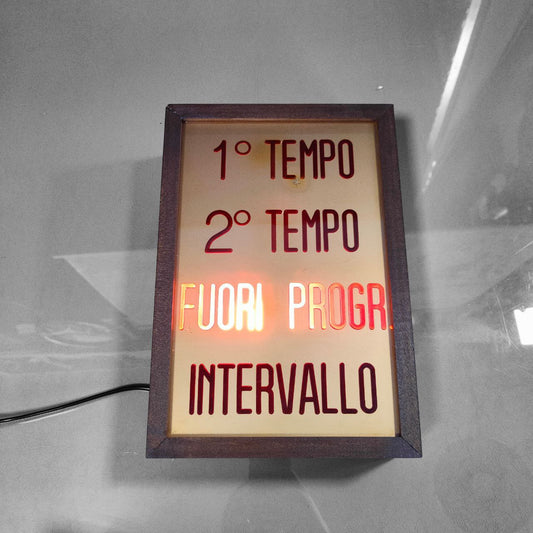 1° TEMPO
2° TEMPO
FUORI PROGR.
INTERVALLO